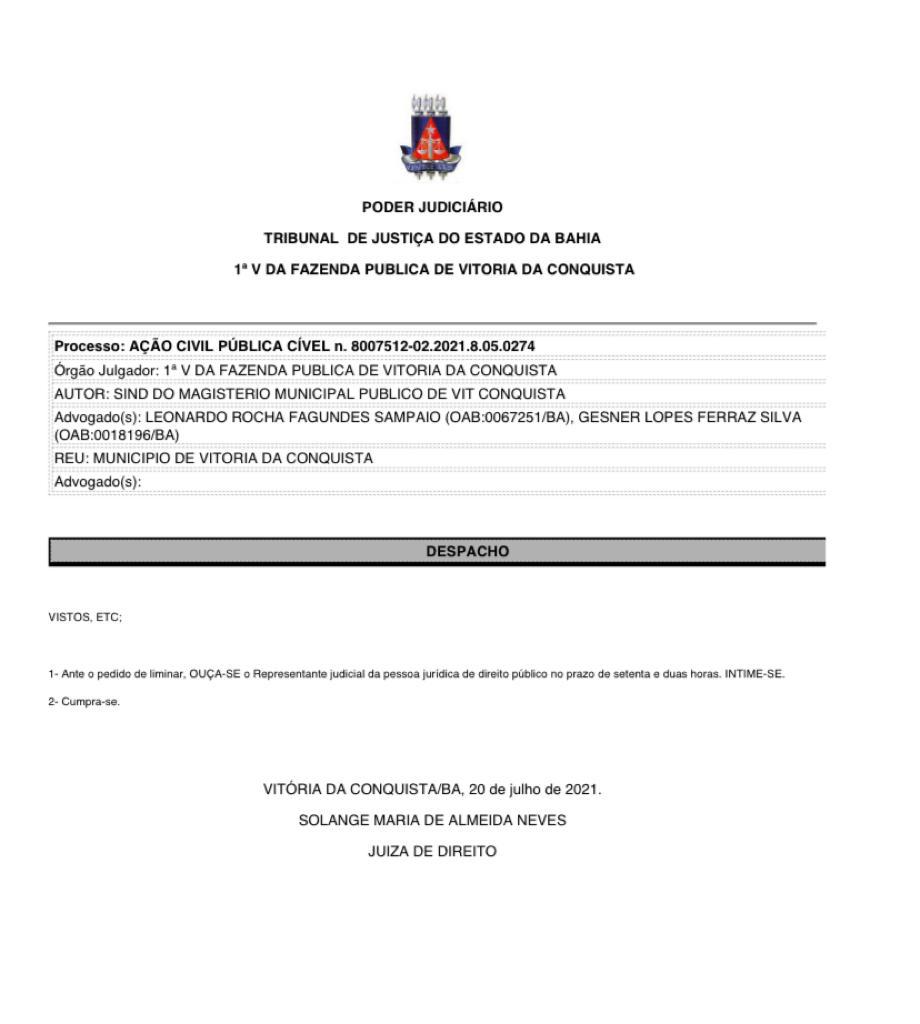 PODER JUDICIÁRIO
TRIBUNAL DE JUSTIÇA DO ESTADO DA BAHIA
1ª V DA FAZENDA PUBLICA DE VITORIA DA CONQUISTA
Processo: AÇÃO CIVIL PÚBLICA CÍVEL n. 8007512-02.2021.8.05.0274
Órgão Julgador: 1ª V DA FAZENDA PUBLICA DE VITORIA DA CONQUISTA
AUTOR: SIND DO MAGISTERIO MUNICIPAL PUBLICO DE VIT CONQUISTA
Advogado(s): LEONARDO ROCHA FAGUNDES SAMPAIO (OAB:0067251/BA), GESNER LOPES FERRAZ SILVA
(OAB:0018196/BA)
REU: MUNICIPIO DE VITORIA DA CONQUISTA
Advogado(s):
DESPACHO
VISTOS, ETC;
1- Ante o pedido de liminar, OUÇA-SE o Representante judicial da pessoa jurídica de direito público no prazo de setenta e duas horas. INTIME-SE.
2- Cumpra-se.
VITÓRIA DA CONQUISTA/BA, 20 de julho de 2021.
SOLANGE MARIA DE ALMEIDA NEVES
JUIZA DE DIREITO